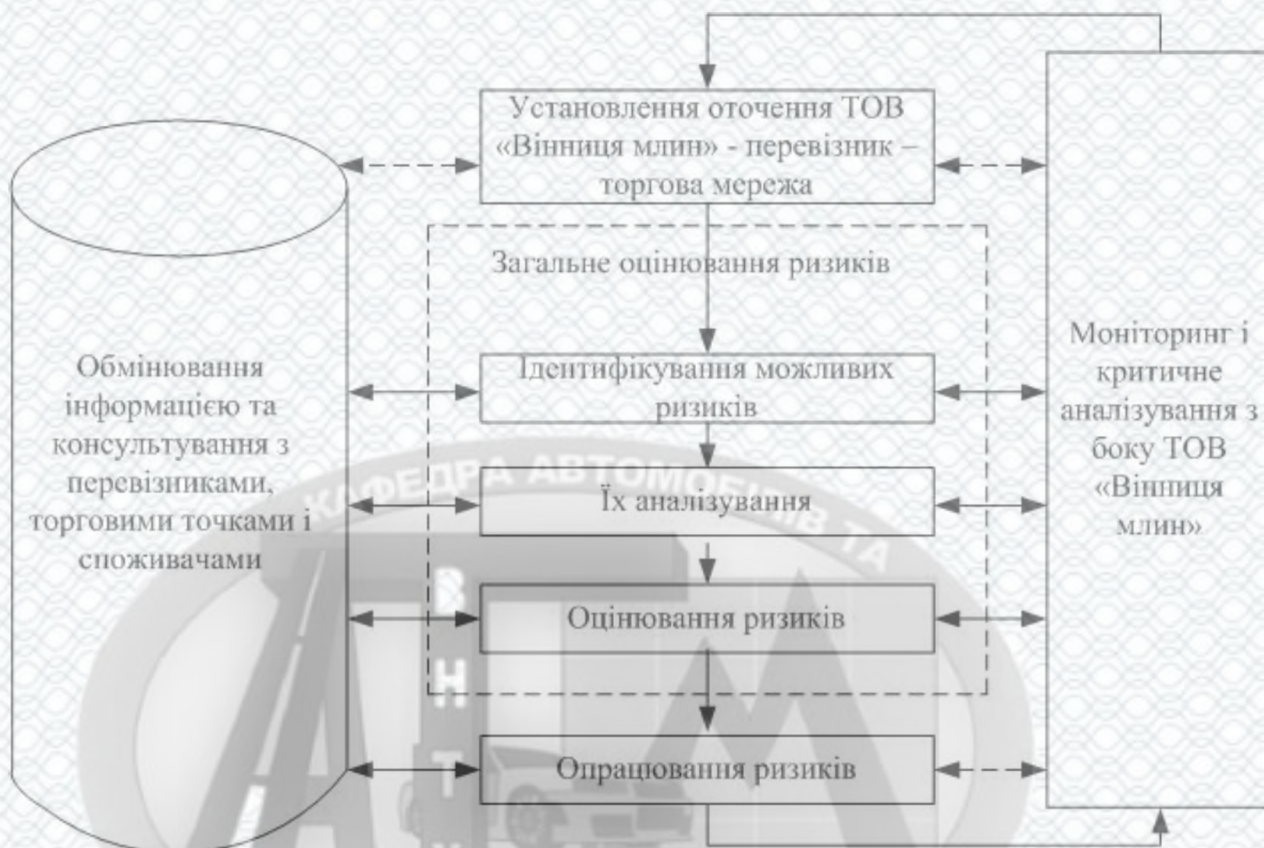 Установлення оточення ТОВ
«Вінниця млин» - перевізник –
торгова мережа
Загальне оцінювання ризиків
Ідентифікування можливих
ризиків
Їх аналізування
Оцінювання ризиків
Опрацювання ризиків
Обмінювання
інформацією та
консультування з
перевізниками,
торговими точками і
споживачами
Моніторинг і
критичне
аналізування з
боку ТОВ
«Вінниця
млин»
КАФЕДРА АВТОМОБІЛІВ ТА
В
Н
Т